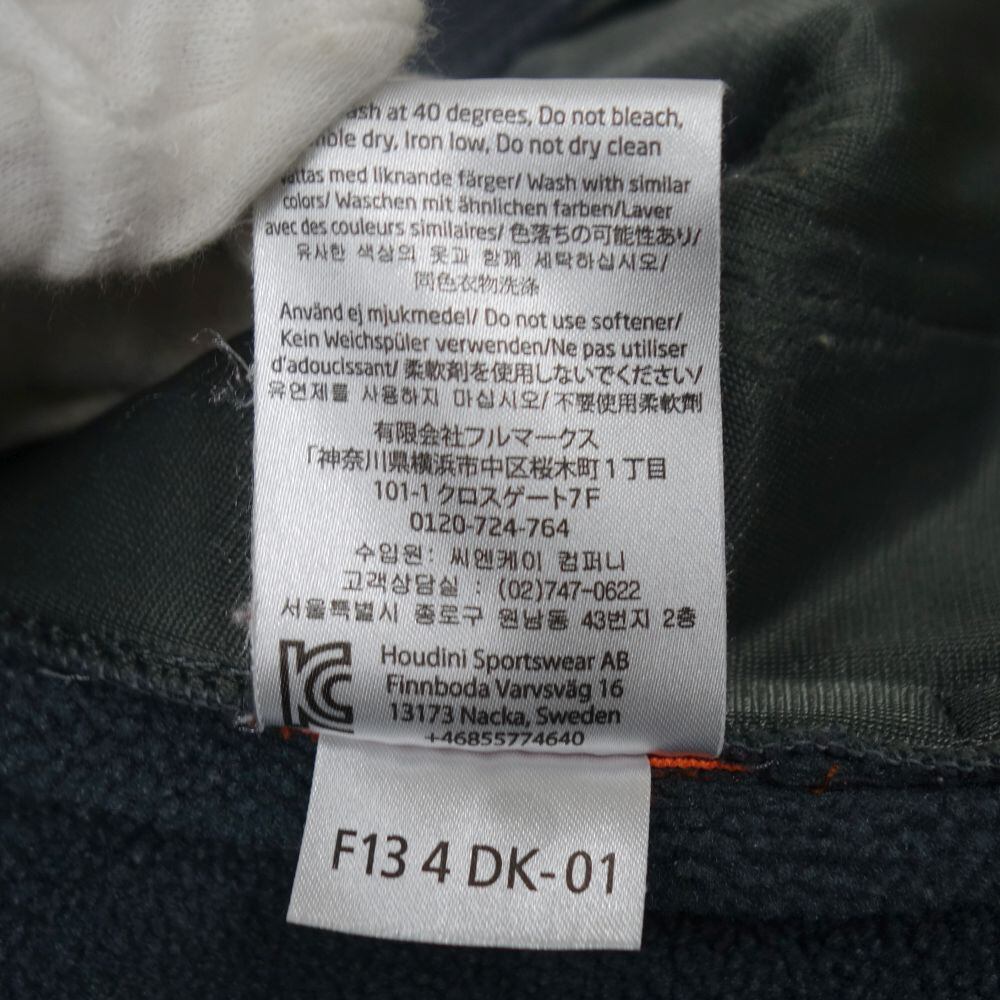 at 40 degrees, Do not bleach,
dry, Iron low, Do not dry clean
med liknande färger/ Wash with similar
colors/ Waschen mit ähnlichen farben/Laver
avec des couleurs similaires/ 色落ちの可能性あり/
유사한 색상의 옷과 함께 세탁하십시오/
同色衣物洗涤
Använd ej mjukmedel/ Do not use softener/
Kein Weichspüler verwenden/Ne pas utiliser
d'adoucissant/ 柔軟剤を使用しないでください/
유연제를 사용하지 마십시오/ 不要使用柔軟劑
有限会社フルマークス
「神奈川県横浜市中区桜木町1丁目
101-1クロスゲート7F
0120-724-764
수입원: 씨엔케이 컴퍼니
고객상담실 : (02)747-0622
서울특별시 종로구 원남동 43번지 2층
Houdini Sportswear AB
Finnboda Varvsväg 16
13173 Nacka, Sweden
+46855774640
F13 4 DK-01